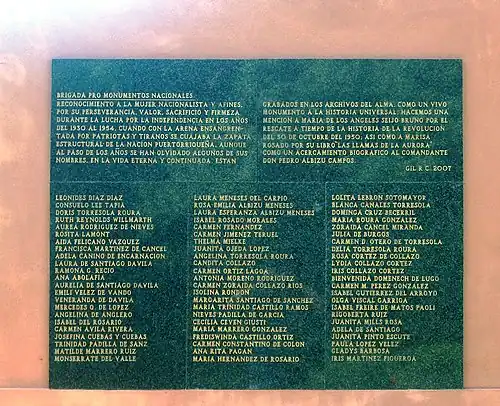 BRIGADA PRO MONUMENTOS NACIONALES.
RECONOCIMIENTO A LA MUJER NACIONALISTA Y AFINES,
POR SU PERSEVERANCIA, VALOR, SACRIFICIO Y FIRMEZA
DURANTE LA LUCHA POR LA INDEPENDENCIA EN LOS AÑOS
DEL 1930 AL 1954, CUANDO CON LA ARENA ENSANGREN-
TADA POR PATRIOTAS Y TIRANOS SE CUAJABA LA ZAPATA
ESTRUCTURAL DE LA NACION PUERTORRIQUEÑA. AUNQUE
AL PASO DE LOS AÑOS SE HAN OLVIDADO ALGUNOS DE SUS
NOMBRES, EN LA VIDA ETERNA Y CONTINUADA, ESTAN
GRABADOS EN LOS ARCHIVOS DEL ALMA, COMO UN VIVO
MONUMENTO A LA HISTORIA UNIVERSAL. HACEMOS UNA
MENCION A MARIA DE LOS ANGELES SEIJO BRUNO POR EL
RESCATE A TIEMPO DE LA HISTORIA DE LA REVOLUCION
DEL 30 DE OCTUBRE DEL 1950; ASI COMO A MARISA
ROSADO POR SU LIBRO "LAS LLAMAS DE LA AURORA"
COMO UN ACERCAMIENTO BIOGRAFICO AL COMANDANTE
DON PEDRO ALBIZU CAMPOS.
GIL R.C. 2007
LEONIDES DIAZ DIAZ
CONSUELO LEE TAPIA
DORIS TORRESOLA ROURA
RUTH REYNOLDS WILLMARTH
AUREA RODRIGUEZ DE NIEVES
ROSITA LAMONT
AIDA FELICANO VAZQUEZ
FRANCISCA MARTINEZ DE CANCEL
ADELA CANINO DE ENCARNACION
LAURA DE SANTIAGO DAVILA
RAMONA G. RECIO
ANA ABOLAFIA
AURELIA DE SANTIAGO DAVILA
EMILI VELEZ DE VANDO
VENERANDA DE DAVILA
MERCEDES O. DE LOPEZ
ANGELINA DE ANGLERO
ISABEL DEL ROSARIO
CARMEN AVILA RIVERA
JOSEFINA CUEBAS Y CUEBAS
TRINIDAD PADILLA DE SANZ
MATILDE MARRERO RUIZ
MONSERRATE DEL VALLE
LAURA MENESES DEL CARPIO
ROSA EMILIA ALBIZU MENESES
LAURA ESPERANZA ALBIZU MENESES
ISABEL ROSADO MORALES
CARMEN FERNANDEZ
CARMEN JIMENEZ TERUEL
THELMA MIELKE
JUANITA OJEDA LOPEZ
ANGELINA TORRESOLA ROURA
CANDITA COLLAZO
CARMEN ORTIZ LAGOA
ANTONIA MORENO RODRIGUEZ
CARMEN ZORAIDA COLLAZO RIOS
ISOLINA RONDON
MARGARITA SANTIAGO DE SANCHEZ
MARIA TRINIDAD CASTILLO RAMOS
NIEVES PADILLA DE GARCIA
CECILIA CEVEN GIUSTI
MARIA MARRERO GONZALEZ
FREDISWINDA CASTILLO ORTIZ
CARMEN CONSTANTINO DE COLON
ANA RITA PAGAN
MARIA HERNANDEZ DE ROSARIO
LOLITA LEBRON SOTOMAYOR
BLANCA CANALES TORRESOLA
DOMINGA CRUZ BECERRIL
MARIA ROURA GONZALEZ
ZORAIDA CANCEL MIRANDA
JULIA DE BURGOS
CARMEN D. OTERO DE TORRESOLA
DELIA TORRESOLA ROURA
ROSA CORTEZ DE COLLAZO
LYDIA COLLAZO CORTEZ
IRIS COLLAZO CORTEZ
BIENVENIDA DOMENECH DE LUGO
CARMEN M. PEREZ GONZALEZ
ISABEL GUTIERREZ DEL ARROYO
OLGA VISCAL GARRIGA
ISABEL FREIRE DE MATOS PAOLI
RIGOBERTA RUIZ
JUANITA MILLS ROSA
ADELA DE SANTIAGO
JUANITA PINTO ESCUTE
PAULA LOPEZ VELEZ
GLADYS BARBOSA
IRIS MARTINEZ FIGUEROA